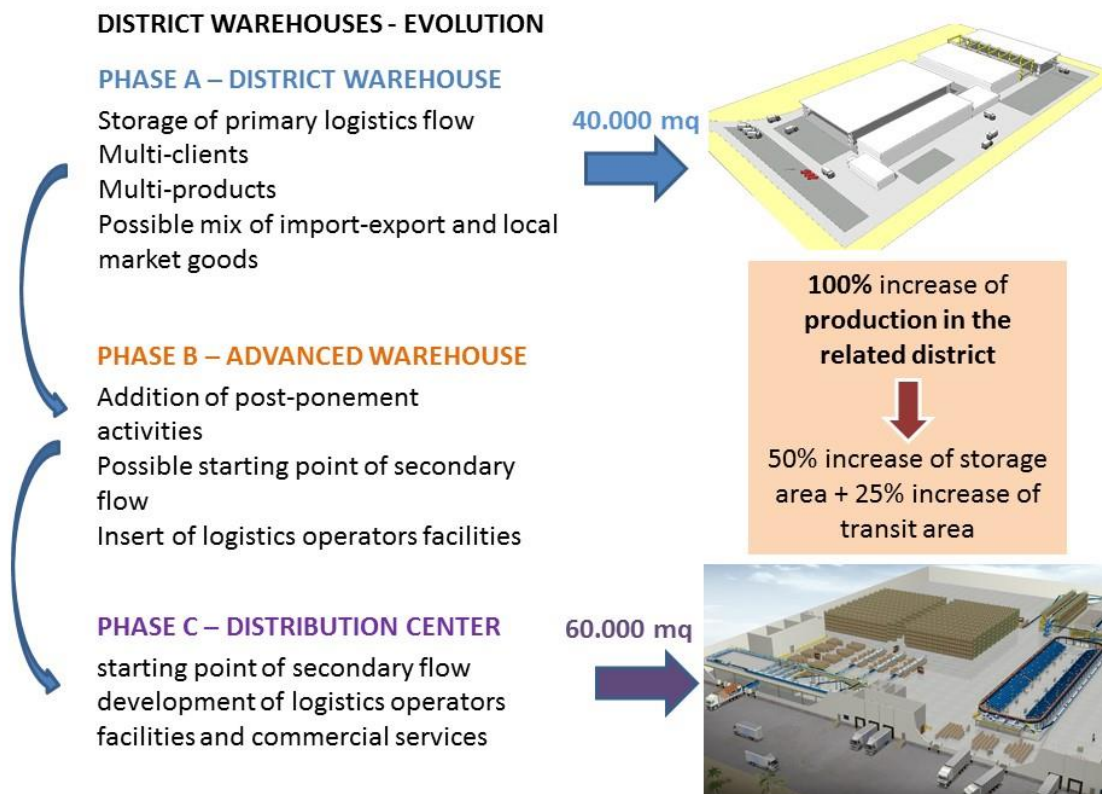 DISTRICT WAREHOUSES - EVOLUTION
PHASE A – DISTRICT WAREHOUSE
Storage of primary logistics flow
Multi-clients
Multi-products
Possible mix of import-export and local
market goods
40.000 mq
100% increase of
production in the
related district
50% increase of storage
area + 25% increase of
transit area
PHASE B – ADVANCED WAREHOUSE
Addition of post-ponement
activities
Possible starting point of secondary
flow
Insert of logistics operators facilities
PHASE C – DISTRIBUTION CENTER
starting point of secondary flow
development of logistics operators
facilities and commercial services
60.000 mq